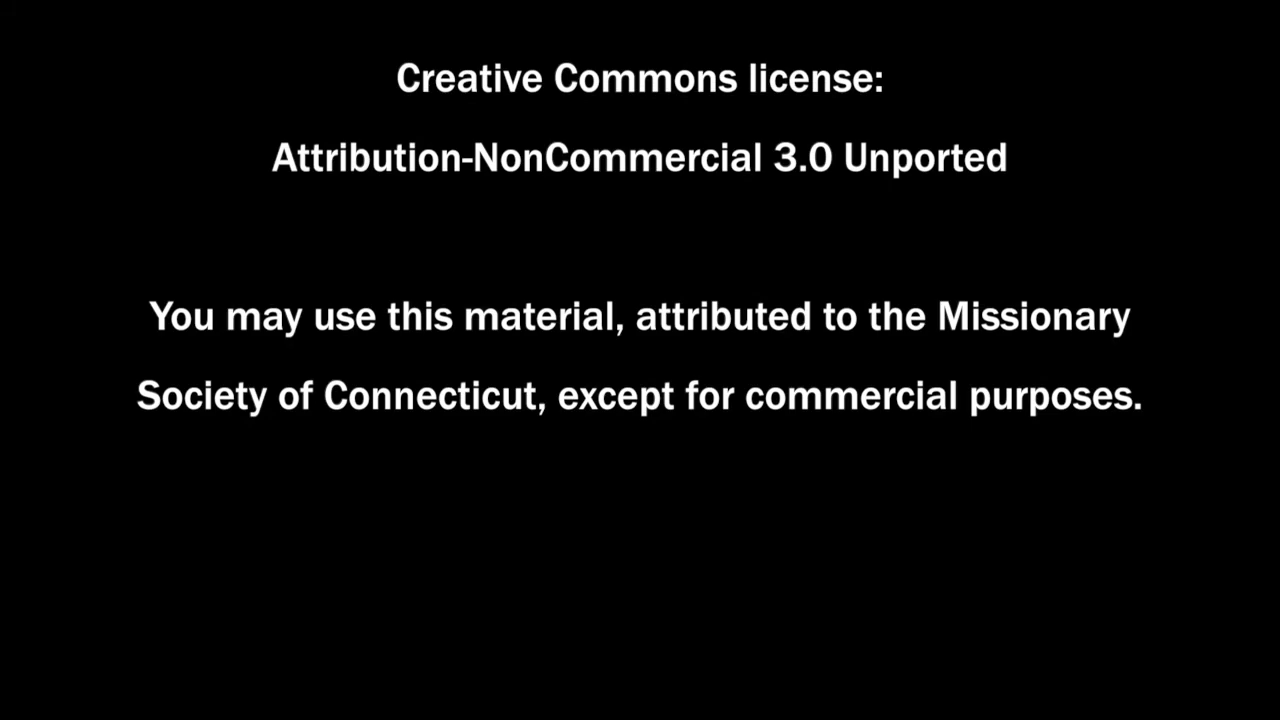 Creative Commons license:
Attribution-NonCommercial 3.0 Unported
You may use this material, attributed to the Missionary
Society of Connecticut, except for commercial purposes.